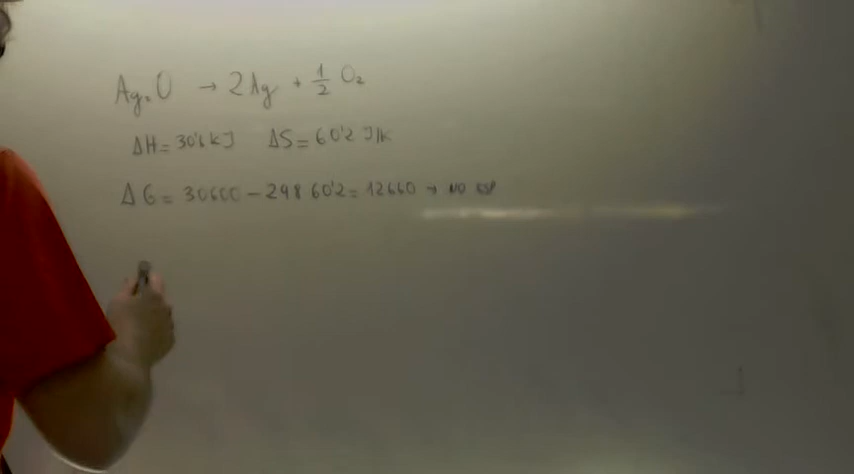 Ag₂O → 2Ag + 1/2 O₂
ΔH = 30'6 kJ ΔS = 60'2 J/K
ΔG = 30600 - 298 60'2 = 12660 → NO ESP